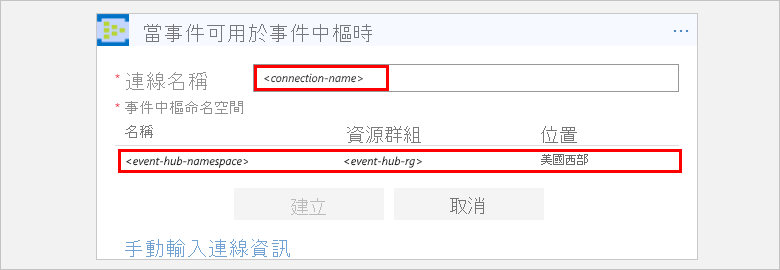 當事件可用於事件中樞時 ...
* 連線名稱 <connection-name>
* 事件中樞命名空間
名稱 資源群組 位置
<event-hub-namespace> <event-hub-rg> 美國西部
建立 取消
手動輸入連線資訊